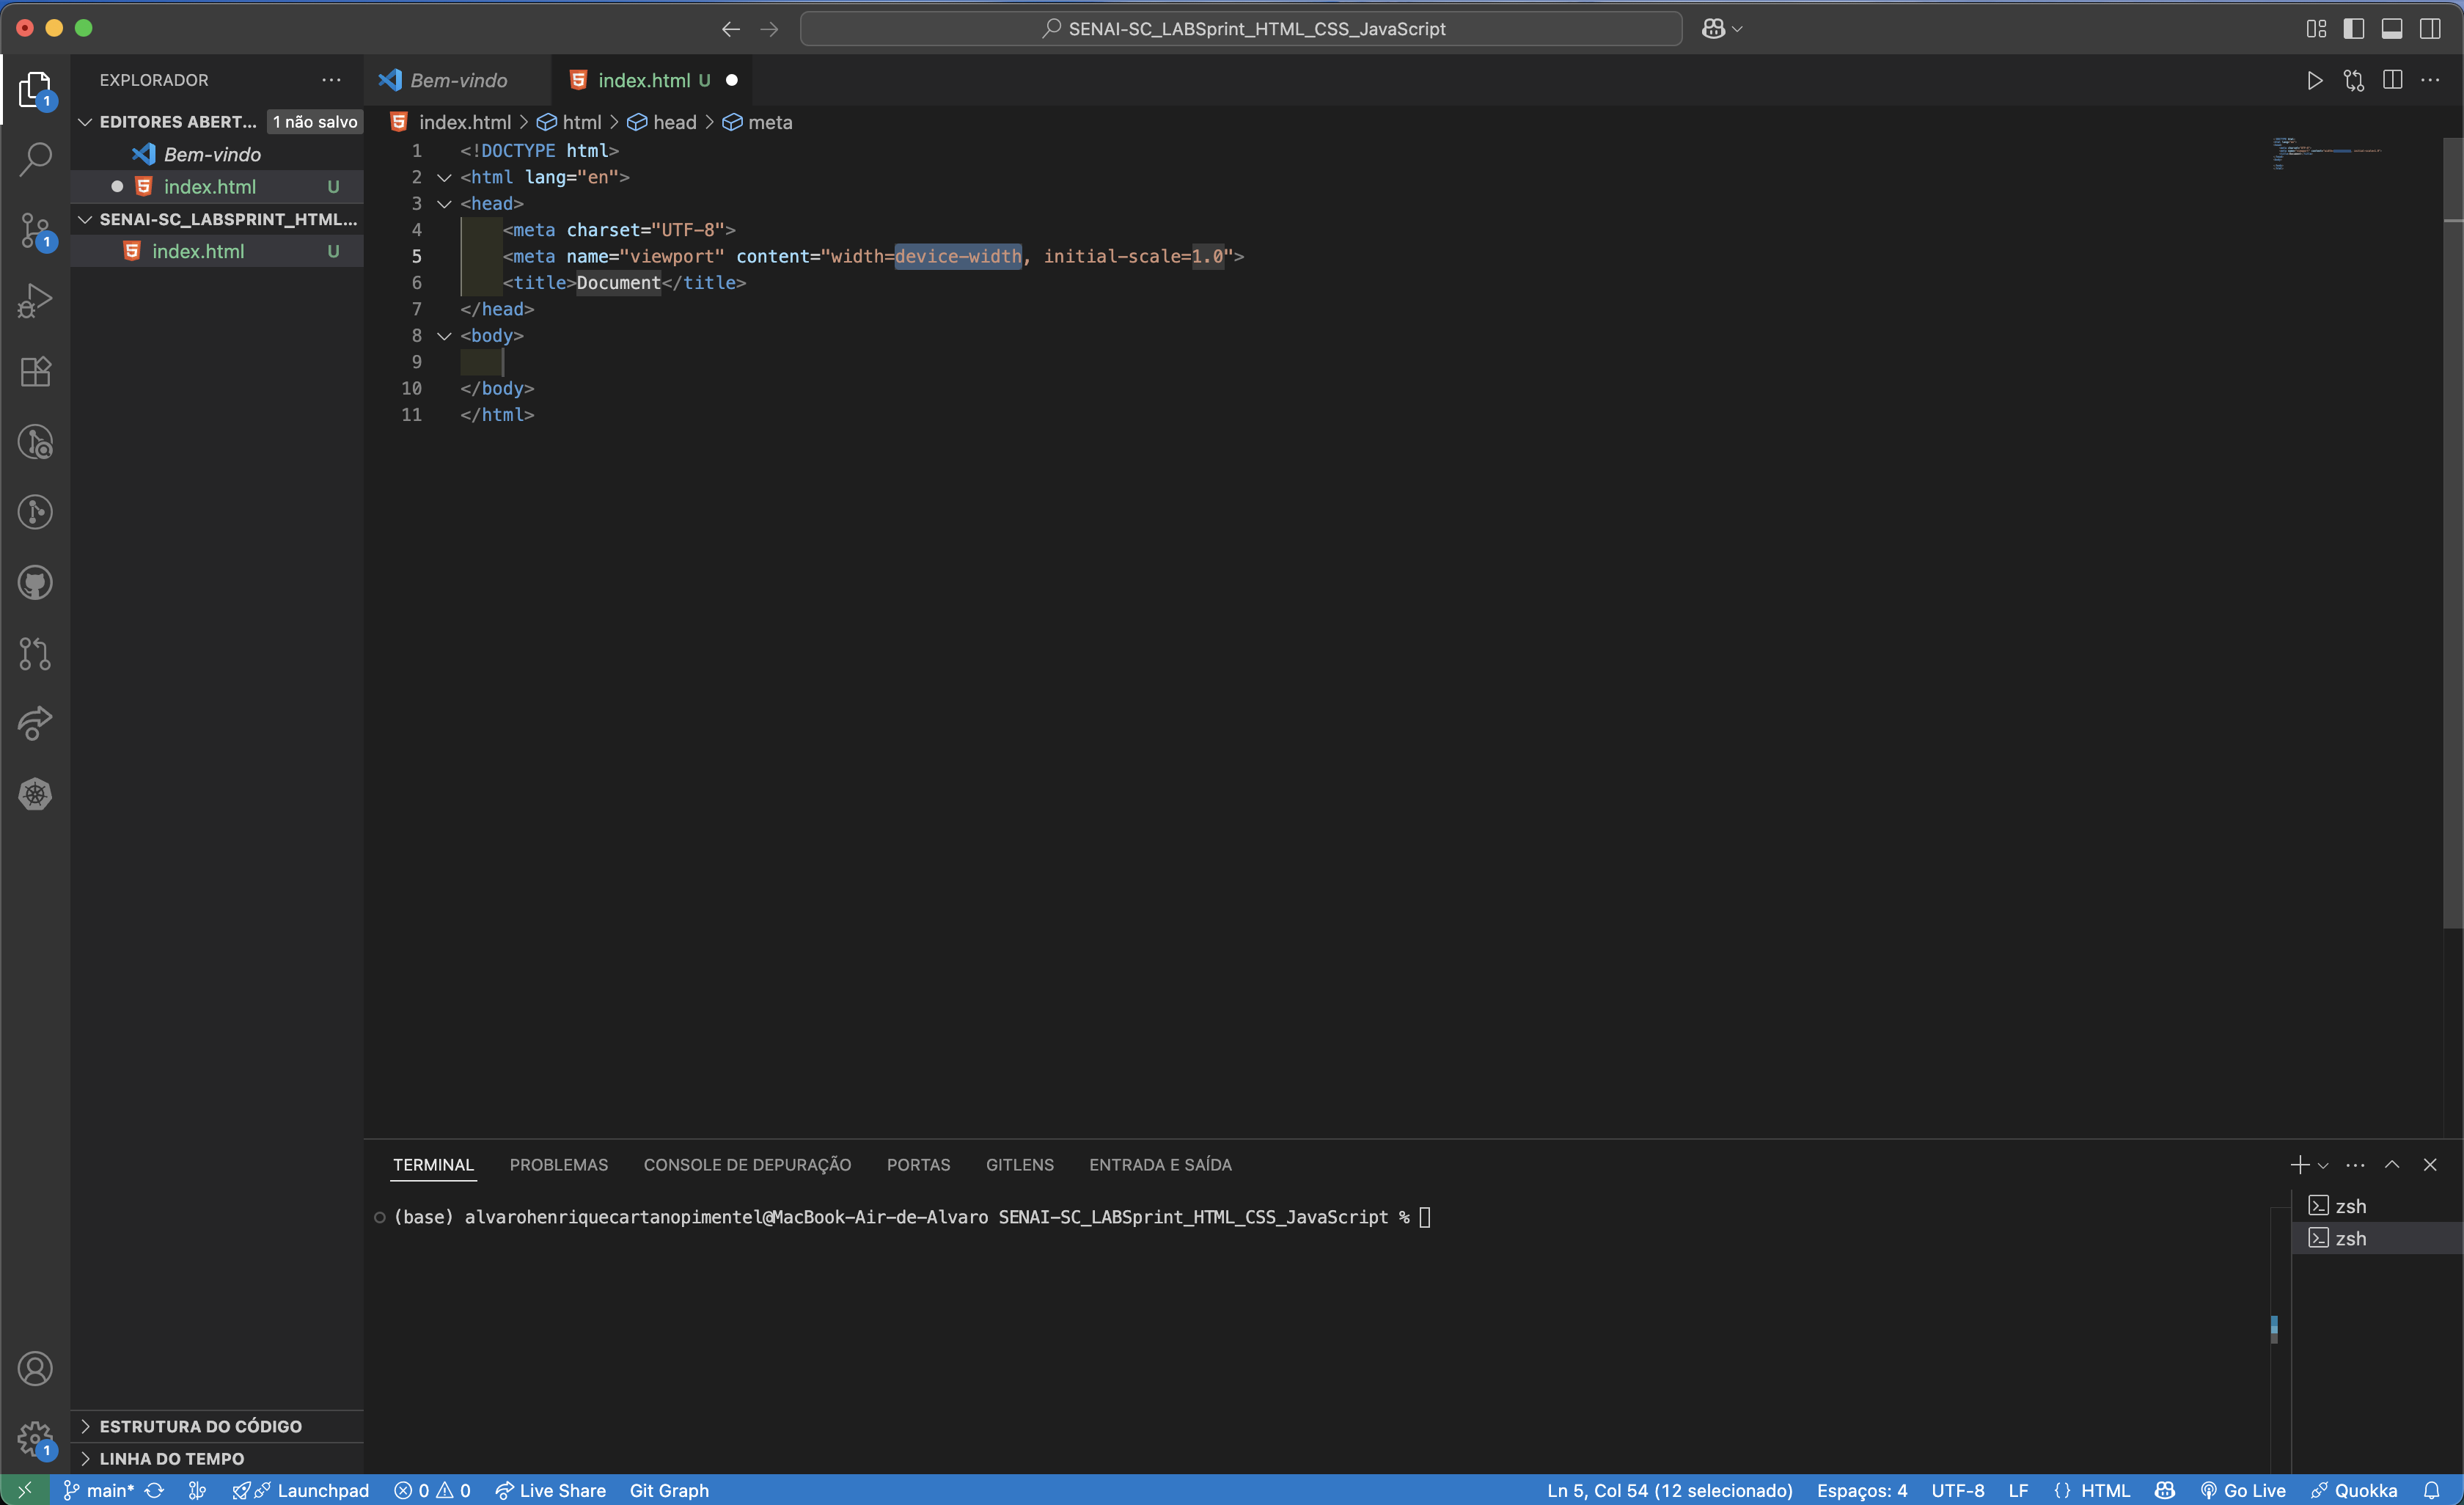 SENAI-SC_LABSprint_HTML_CSS_JavaScript
1
1
1
EXPLORADOR
EDITORES ABERT... 1 não salvo
Bem-vindo
index.html U
SENAI-SC_LABSPRINT_HTML...
index.html U
ESTRUTURA DO CÓDIGO
LINHA DO TEMPO
Bem-vindo index.html U
index.html > html > head > meta
1 <!DOCTYPE html>
2 <html lang="en">
3 <head>
4 <meta charset="UTF-8">
5 <meta name="viewport" content="width=device-width, initial-scale=1.0">
6 <title>Document</title>
7 </head>
8 <body>
9
10 </body>
11 </html>
TERMINAL PROBLEMAS CONSOLE DE DEPURAÇÃO PORTAS GITLENS ENTRADA E SAÍDA
(base) alvarohenriquecartanopimentel@MacBook-Air-de-Alvaro SENAI-SC_LABSprint_HTML_CSS_JavaScript %
zsh
zsh
main* Launchpad 0 0 Live Share Git Graph Ln 5, Col 54 (12 selecionado) Espaços: 4 UTF-8 LF {} HTML Go Live Quokka